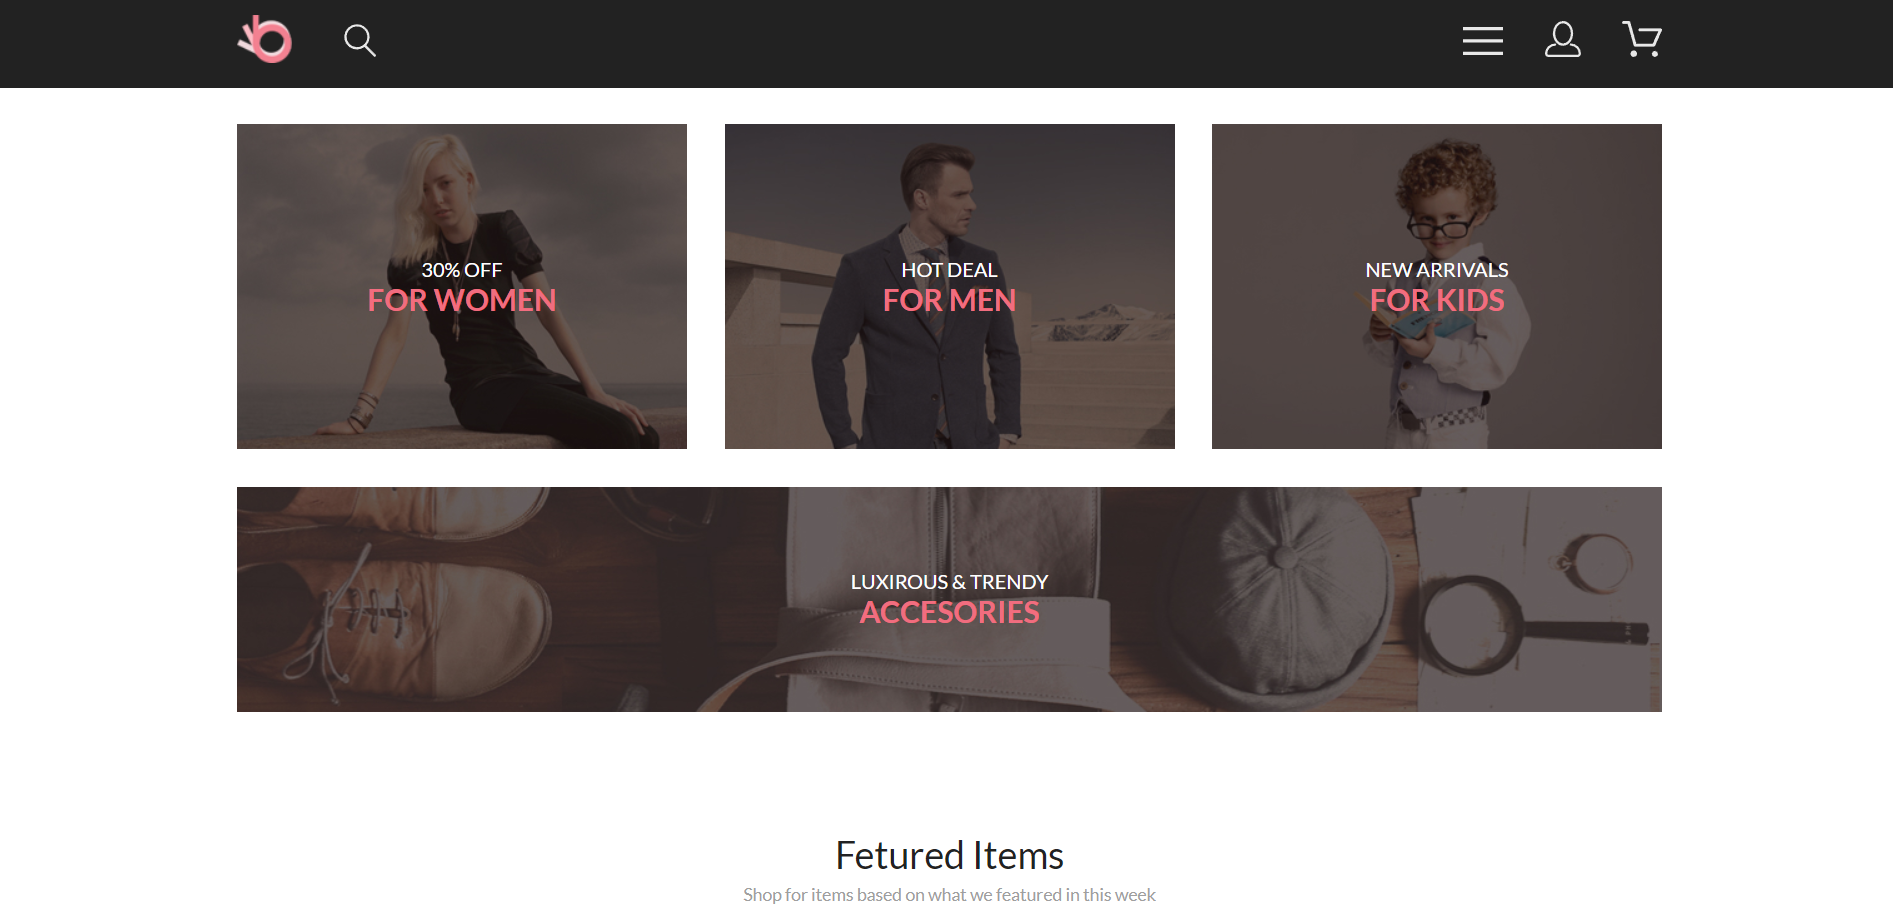 30% OFF
FOR WOMEN
HOT DEAL
FOR MEN
NEW ARRIVALS
FOR KIDS
LUXIROUS & TRENDY
ACCESORIES
Fetured Items
Shop for items based on what we featured in this week